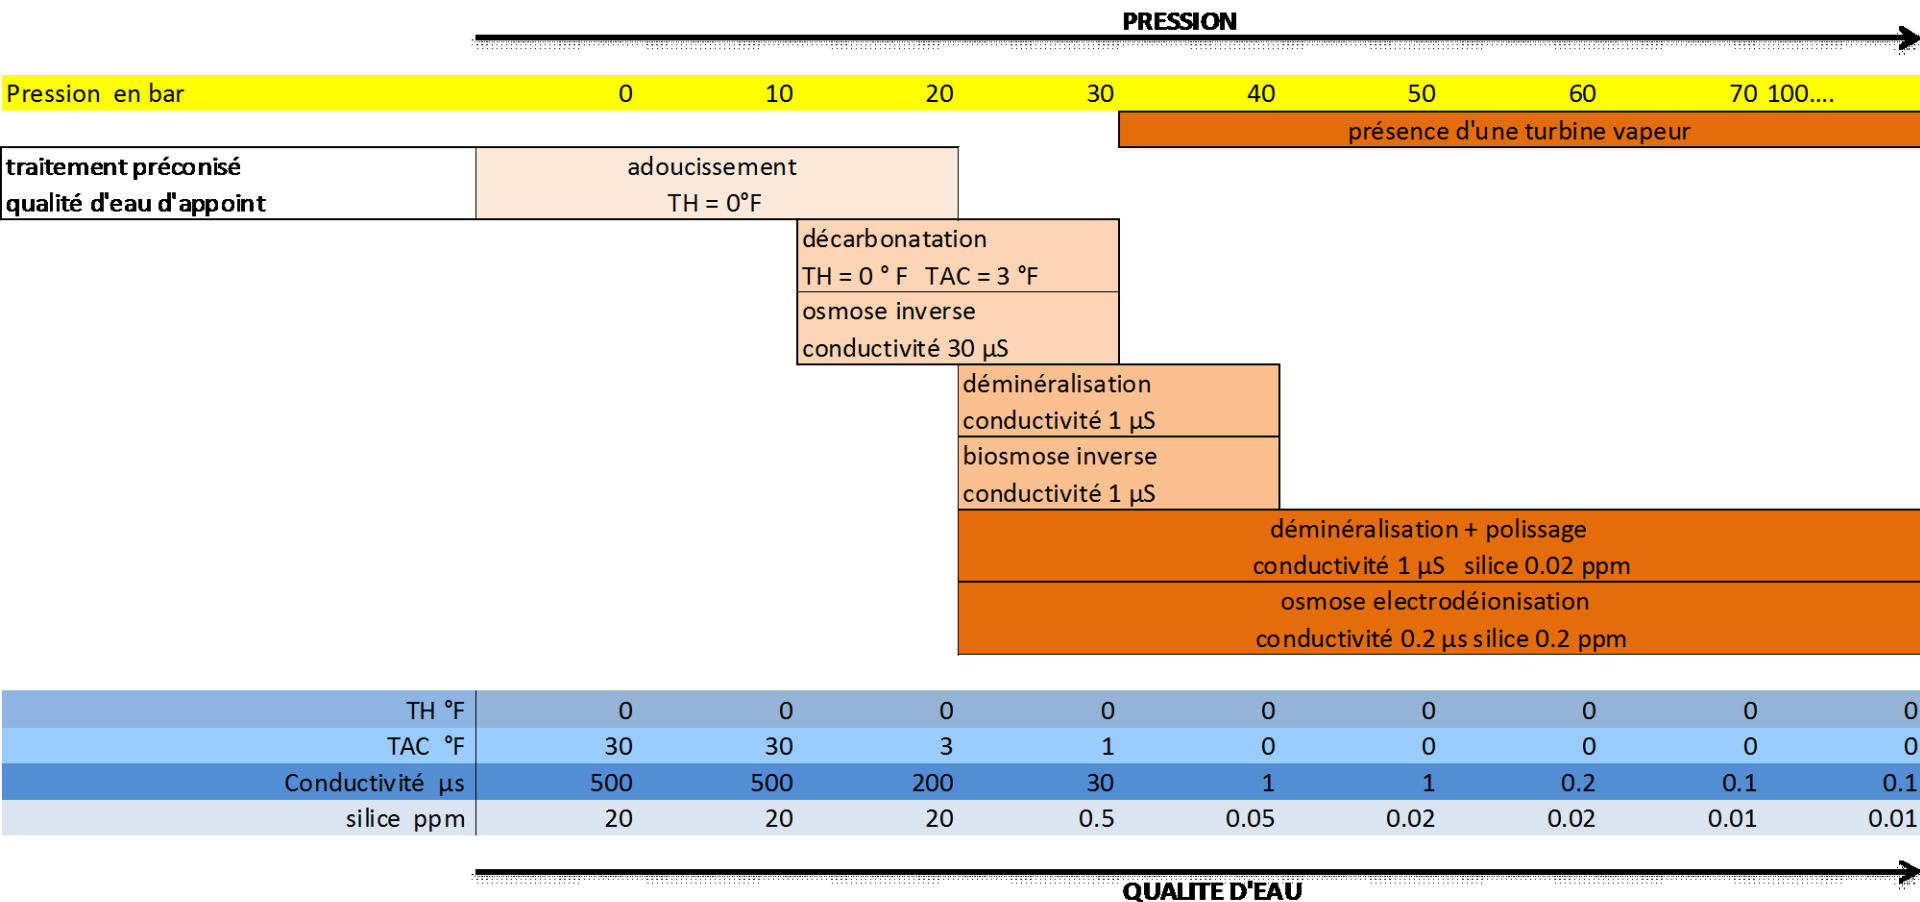 PRESSION
Pression en bar 0 10 20 30 40 50 60 70 100....
présence d'une turbine vapeur
traitement préconisé adoucissement
qualité d'eau d'appoint TH = 0°F
décarbonatation
TH = 0 ° F TAC = 3 °F
osmose inverse
conductivité 30 µS
déminéralisation
conductivité 1 µS
biosmose inverse
conductivité 1 µS
déminéralisation + polissage
conductivité 1 µS silice 0.02 ppm
osmose electrodéionisation
conductivité 0.2 µs silice 0.2 ppm
TH °F 0 0 0 0 0 0 0 0 0
TAC °F 30 30 3 1 0 0 0 0 0
Conductivité µs 500 500 200 30 1 1 0.2 0.1 0.1
silice ppm 20 20 20 0.5 0.05 0.02 0.02 0.01 0.01
QUALITE D'EAU